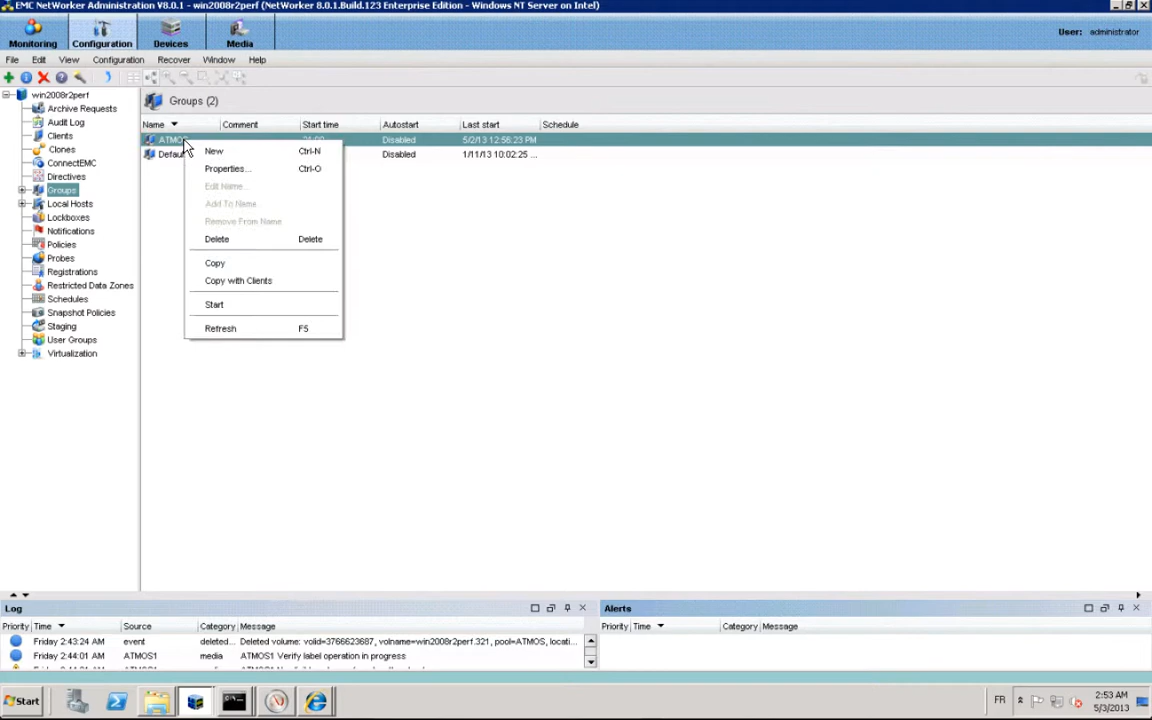 EMC NetWorker Administration V8.0.1 - win2008r2perf (NetWorker 8.0.1.Build.123 Enterprise Edition - Windows NT Server on Intel)
Monitoring Configuration Devices Media User: administrator
File Edit View Configuration Recover Window Help
win2008r2perf
Archive Requests
Audit Log
Clients
Clones
ConnectEMC
Directives
Groups
Local Hosts
Lockboxes
Notifications
Policies
Probes
Registrations
Restricted Data Zones
Schedules
Snapshot Policies
Staging
User Groups
Virtualization
Groups (2)
Name Comment Start time Autostart Last start Schedule
ATMOS Disabled 5/2/13 12:56:23 PM
Defau Disabled 1/11/13 10:02:25 ...
New Ctrl-N
Properties... Ctrl-O
Edit Name...
Add To Name...
Remove From Name
Delete Delete
Copy
Copy with Clients
Start
Refresh F5
Log
Priority Time Source Category Message
Friday 2:43:24 AM event deleted... Deleted volume: volid=3766623687, volname=win2008r2perf.321, pool=ATMOS, locati...
Friday 2:44:01 AM ATMOS1 media ATMOS1 Verify label operation in progress
Alerts
Priority Time Category Message
Start FR 2:53 AM
5/3/2013